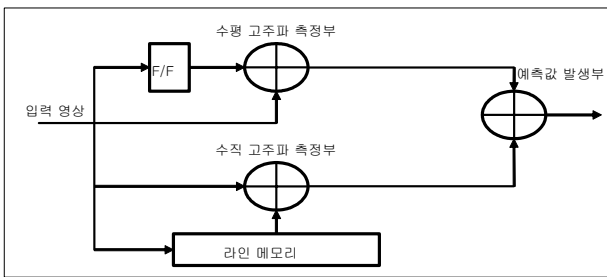 수평 고주파 측정부
F/F
예측값 발생부
입력 영상
수직 고주파 측정부
라인 메모리